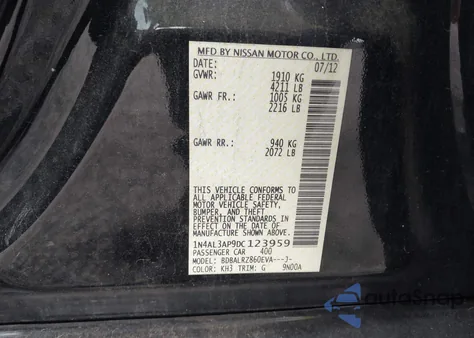 MFD BY NISSAN MOTOR CO., LTD.
DATE: 07/12
GVWR: 1910 KG
4211 LB
GAWR FR.: 1005 KG
2216 LB
GAWR RR.: 940 KG
2072 LB
THIS VEHICLE CONFORMS TO
ALL APPLICABLE FEDERAL
MOTOR VEHICLE SAFETY,
BUMPER, AND THEFT
PREVENTION STANDARDS
IN EFFECT ON THE DATE OF
MANUFACTURE SHOWN ABOVE.
1N4AL3AP9DC123959
PASSENGER CAR 400
MODEL: BDBALRZ860EVA---J-
COLOR: KH3 TRIM: G 9N00A
autoSnap